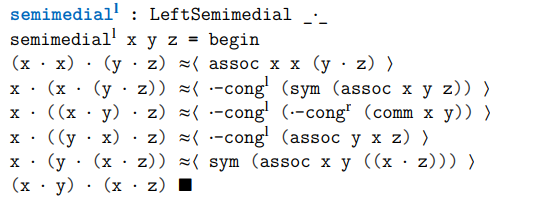 semimedialˡ : LeftSemimedial _·_
semimedialˡ x y z = begin
(x · x) · (y · z) ≈⟨ assoc x x (y · z) ⟩
x · (x · (y · z)) ≈⟨ ·-congˡ (sym (assoc x y z)) ⟩
x · ((x · y) · z) ≈⟨ ·-congˡ (·-congʳ (comm x y)) ⟩
x · ((y · x) · z) ≈⟨ ·-congˡ (assoc y x z) ⟩
x · (y · (x · z)) ≈⟨ sym (assoc x y ((x · z))) ⟩
(x · y) · (x · z) ■